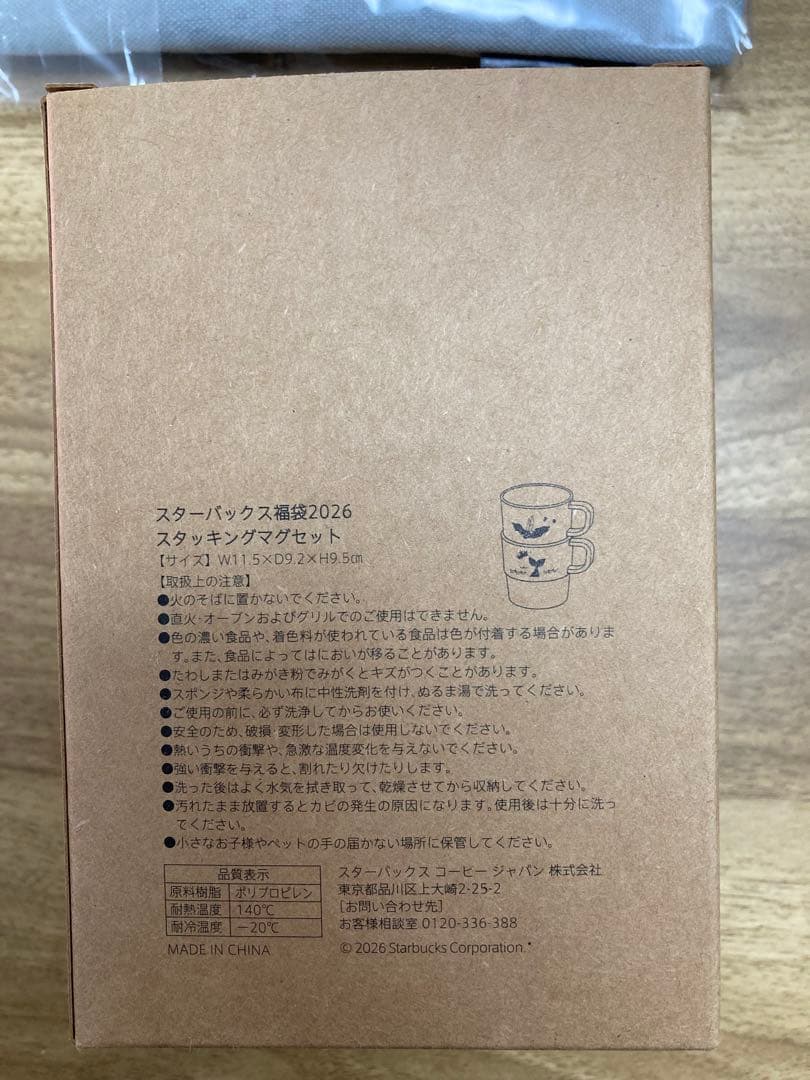 スターバックス福袋2026
スタッキングマグセット
【サイズ】W11.5×D9.2×H9.5㎝
【取扱上の注意】
●火のそばに置かないでください。
●直火・オーブンおよびグリルでのご使用はできません。
●色の濃い食品や、着色料が使われている食品は色が付着する場合がありま
す。また、食品によってはにおいが移ることがあります。
●たわしまたはみがき粉でみがくとキズがつくことがあります。
●スポンジや柔らかい布に中性洗剤を付け、ぬるま湯で洗ってください。
●ご使用の前に、必ず洗浄してからお使いください。
●安全のため、破損・変形した場合は使用しないでください。
●熱いうちの衝撃や、急激な温度変化を与えないでください。
●強い衝撃を与えると、割れたり欠けたりします。
●洗った後はよく水気を拭き取って、乾燥させてから収納してください。
●汚れたまま放置するとカビの発生の原因になります。使用後は十分に洗っ
てください。
●小さなお子様やペットの手の届かない場所に保管してください。
品質表示
原料樹脂 ポリプロピレン
耐熱温度 140℃
耐冷温度 −20℃
MADE IN CHINA
スターバックス コーヒー ジャパン 株式会社
東京都品川区上大崎2-25-2
［お問い合わせ先］
お客様相談室 0120-336-388
© 2026 Starbucks Corporation.*